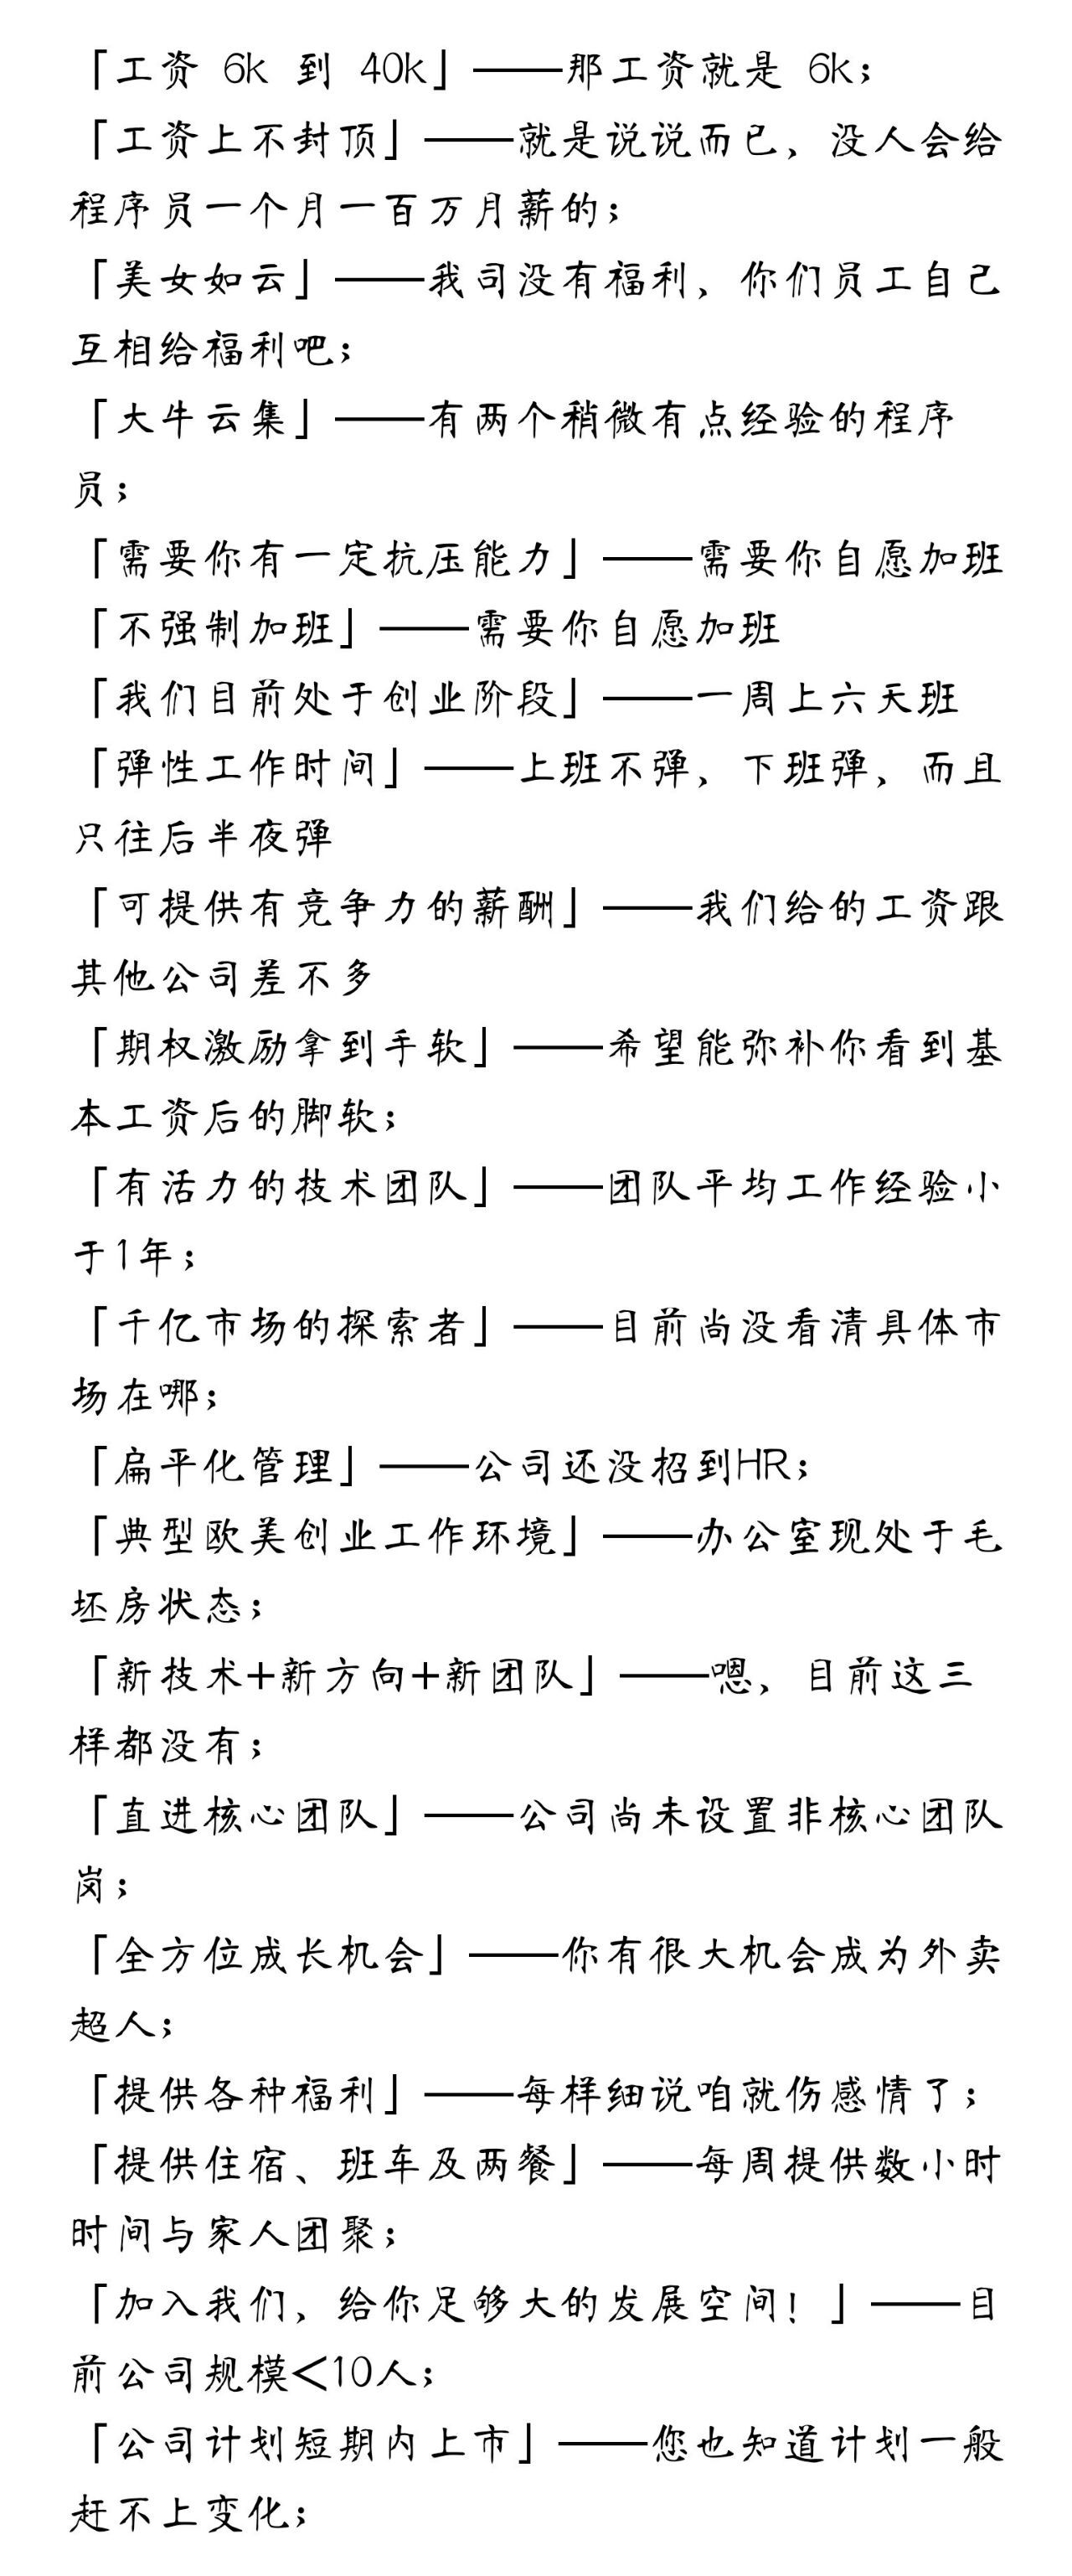 「工资 6k 到 40k」——那工资就是 6k；
「工资上不封顶」——就是说说而已，没人会给
程序员一个月一百万月薪的；
「美女如云」——我司没有福利，你们员工自己
互相给福利吧；
「大牛云集」——有两个稍微有点经验的程序
员；
「需要你有一定抗压能力」——需要你自愿加班
「不强制加班」——需要你自愿加班
「我们目前处于创业阶段」——一周上六天班
「弹性工作时间」——上班不弹，下班弹，而且
只往后半夜弹
「可提供有竞争力的薪酬」——我们给的工资跟
其他公司差不多
「期权激励拿到手软」——希望能弥补你看到基
本工资后的脚软；
「有活力的技术团队」——团队平均工作经验小
于1年；
「千亿市场的探索者」——目前尚没看清具体市
场在哪；
「扁平化管理」——公司还没招到HR；
「典型欧美创业工作环境」——办公室现处于毛
坯房状态；
「新技术+新方向+新团队」——嗯，目前这三
样都没有；
「直进核心团队」——公司尚未设置非核心团队
岗；
「全方位成长机会」——你有很大机会成为外卖
超人；
「提供各种福利」——每样细说咱就伤感情了；
「提供住宿、班车及两餐」——每周提供数小时
时间与家人团聚；
「加入我们，给你足够大的发展空间！」——目
前公司规模<10人；
「公司计划短期内上市」——您也知道计划一般
赶不上变化；